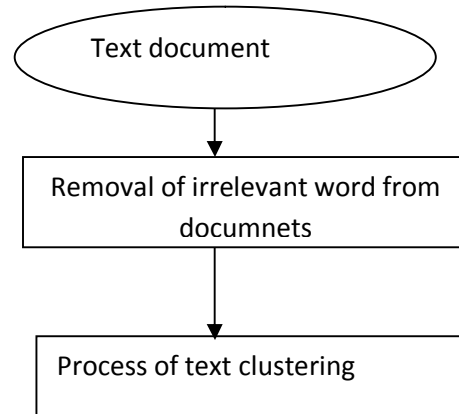 Text document
Removal of irrelevant word from
documnets
Process of text clustering